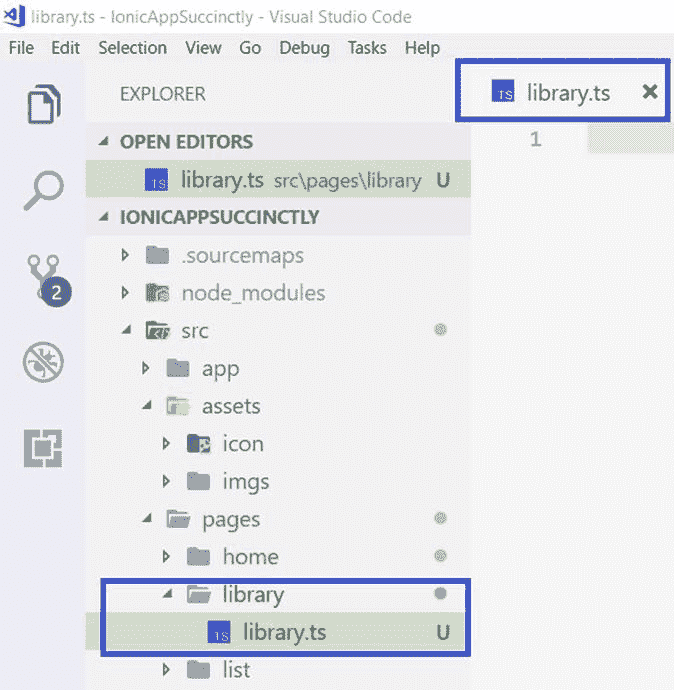 library.ts - IonicAppSuccinctly - Visual Studio Code
File Edit Selection View Go Debug Tasks Help
EXPLORER
TS library.ts
1
OPEN EDITORS
TS library.ts src\pages\library U
IONICAPPSUCCINCTLY
.sourcemaps
node_modules
2
src
app
assets
icon
imgs
pages
home
library
TS library.ts U
list